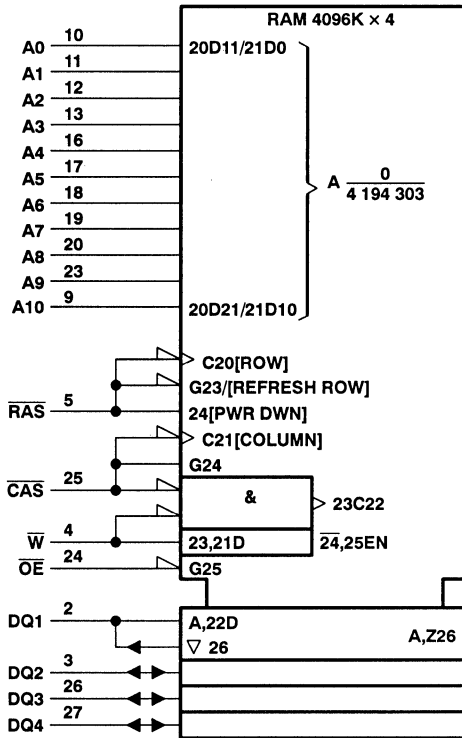 RAM 4096K × 4
A0 10 20D11/21D0
A1 11
A2 12
A3 13
A4 16
A5 17
A6 18
A7 19
A8 20
A9 23
A10 9 20D21/21D10
A 0
4 194 303
C20[ROW]
G23/[REFRESH ROW]
RAS 5 24[PWR DWN]
C21[COLUMN]
G24
CAS 25 & 23C22
W 4 23,21D 24,25EN
OE 24 G25
DQ1 2 A,22D A,Z26
26
DQ2 3
DQ3 26
DQ4 27